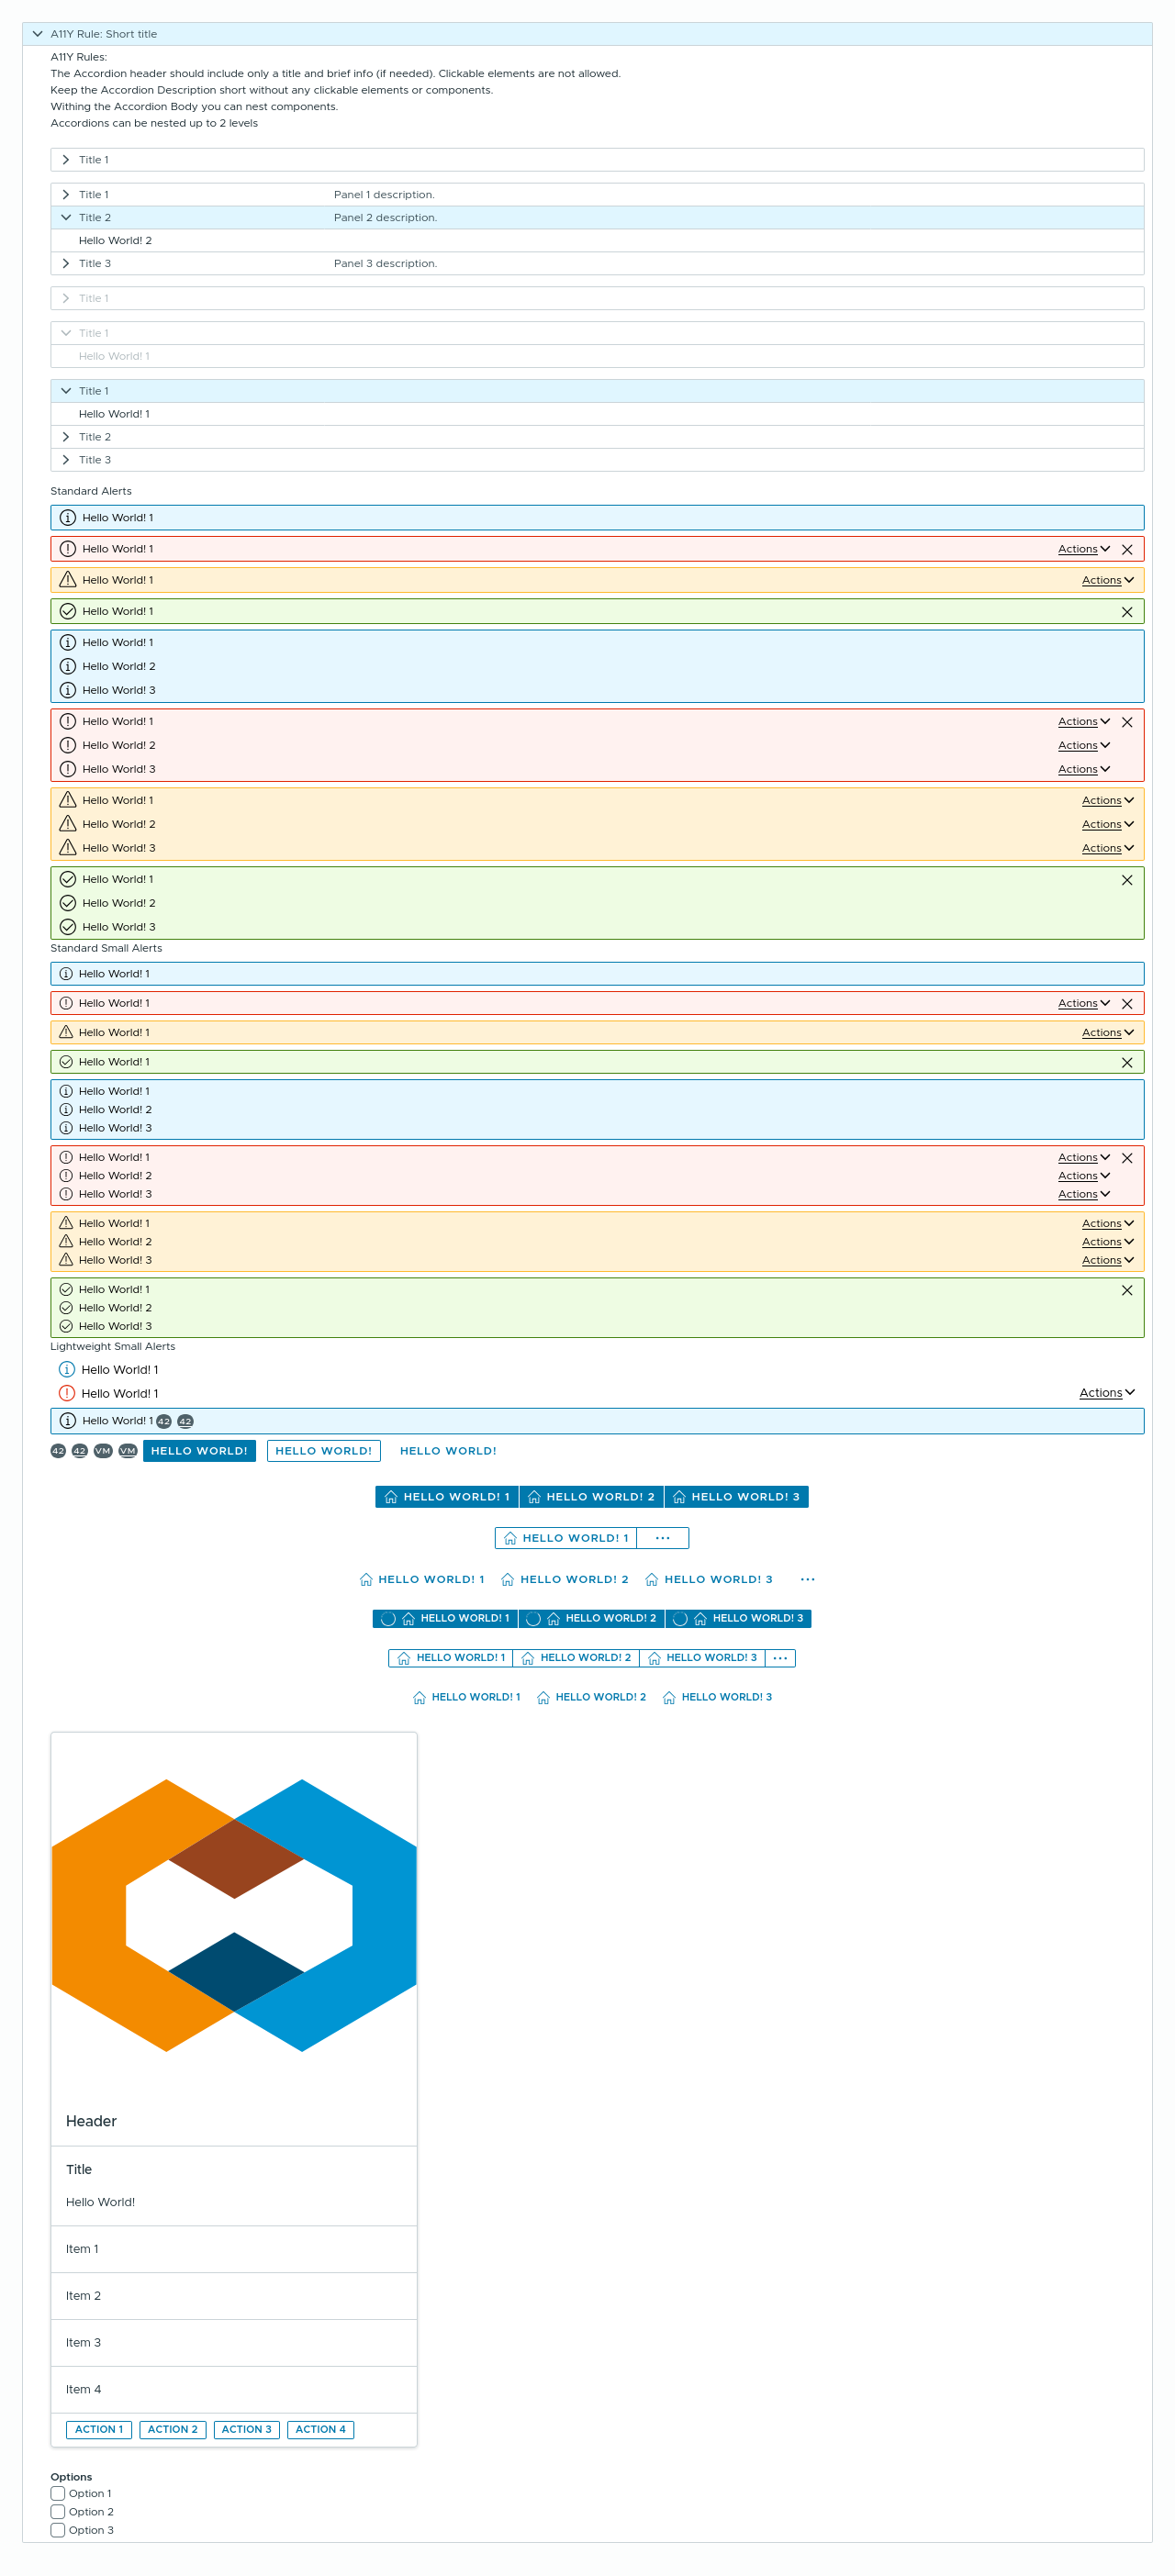 A11Y Rule: Short title
A11Y Rules:
The Accordion header should include only a title and brief info (if needed). Clickable elements are not allowed.
Keep the Accordion Description short without any clickable elements or components.
Withing the Accordion Body you can nest components.
Accordions can be nested up to 2 levels
Title 1
Title 1 Panel 1 description.
Title 2 Panel 2 description.
Hello World! 2
Title 3 Panel 3 description.
Title 1
Title 1
Hello World! 1
Title 1
Hello World! 1
Title 2
Title 3
Standard Alerts
Hello World! 1
Hello World! 1 Actions
Hello World! 1 Actions
Hello World! 1
Hello World! 1
Hello World! 2
Hello World! 3
Hello World! 1 Actions
Hello World! 2 Actions
Hello World! 3 Actions
Hello World! 1 Actions
Hello World! 2 Actions
Hello World! 3 Actions
Hello World! 1
Hello World! 2
Hello World! 3
Standard Small Alerts
Hello World! 1
Hello World! 1 Actions
Hello World! 1 Actions
Hello World! 1
Hello World! 1
Hello World! 2
Hello World! 3
Hello World! 1 Actions
Hello World! 2 Actions
Hello World! 3 Actions
Hello World! 1 Actions
Hello World! 2 Actions
Hello World! 3 Actions
Hello World! 1
Hello World! 2
Hello World! 3
Lightweight Small Alerts
Hello World! 1
Hello World! 1 Actions
Hello World! 1 42 42
42 42 VM VM HELLO WORLD! HELLO WORLD! HELLO WORLD!
HELLO WORLD! 1 HELLO WORLD! 2 HELLO WORLD! 3
HELLO WORLD! 1 ...
HELLO WORLD! 1 HELLO WORLD! 2 HELLO WORLD! 3 ...
HELLO WORLD! 1 HELLO WORLD! 2 HELLO WORLD! 3
HELLO WORLD! 1 HELLO WORLD! 2 HELLO WORLD! 3 ...
HELLO WORLD! 1 HELLO WORLD! 2 HELLO WORLD! 3
Header
Title
Hello World!
Item 1
Item 2
Item 3
Item 4
ACTION 1 ACTION 2 ACTION 3 ACTION 4
Options
Option 1
Option 2
Option 3